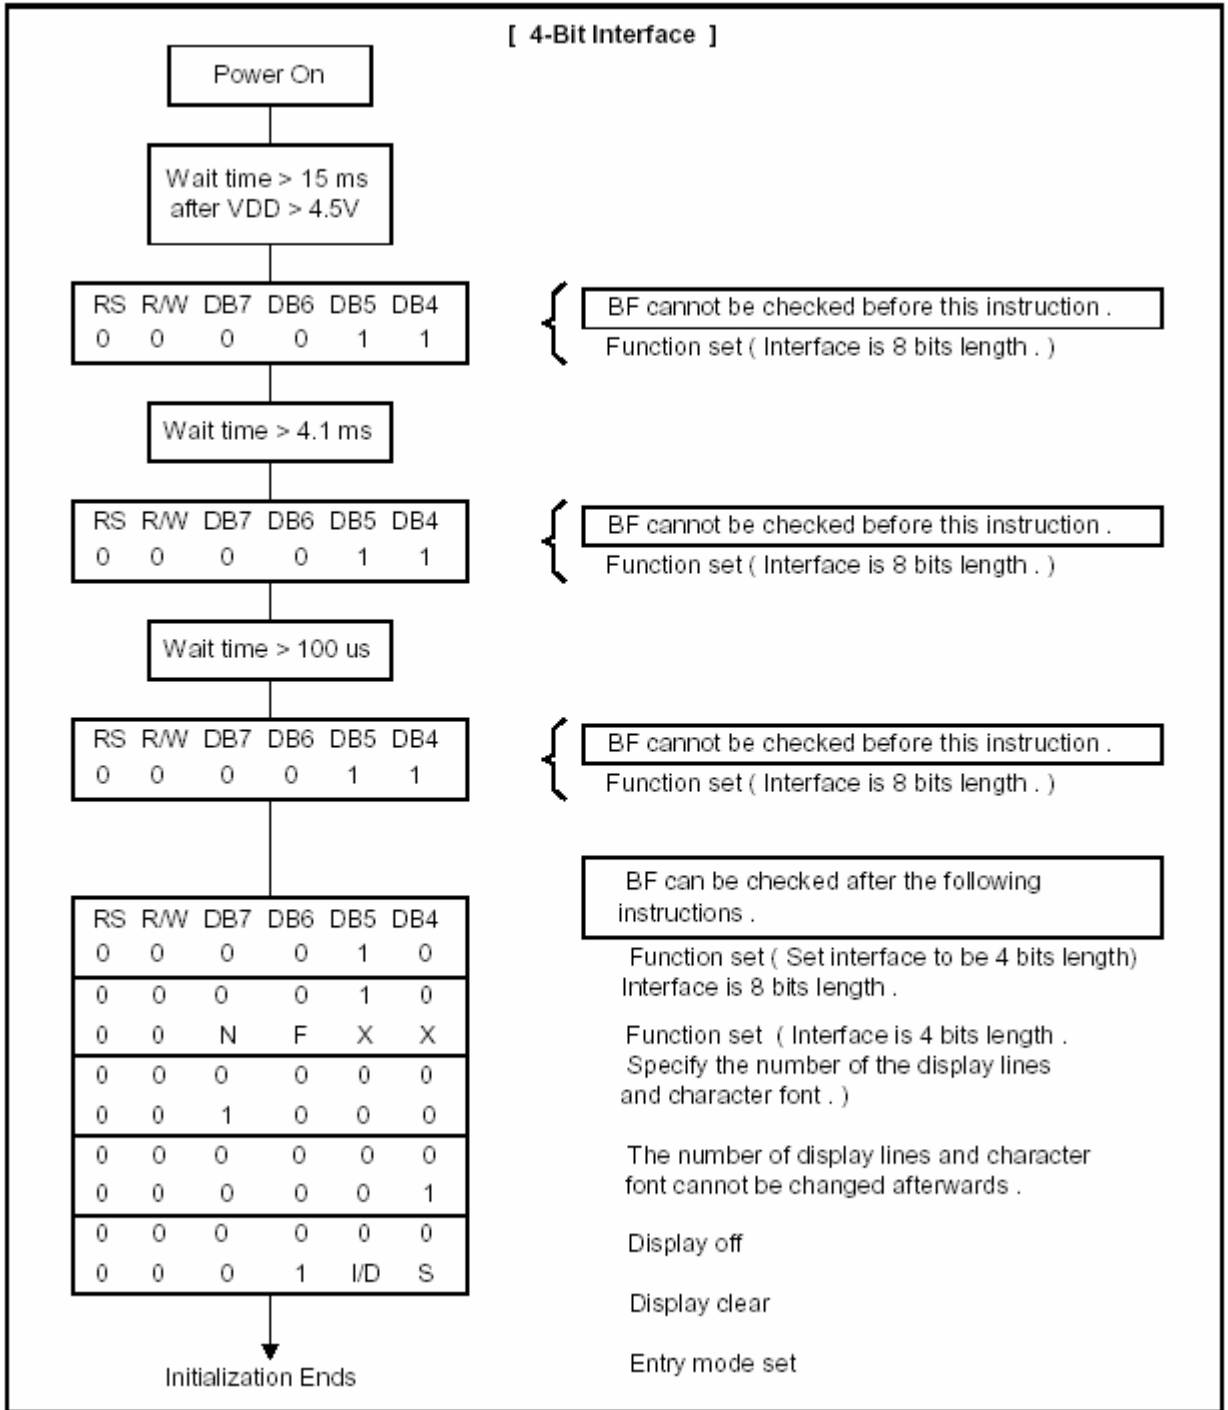 [ 4-Bit Interface ]
Power On
Wait time > 15 ms
after VDD > 4.5V
RS R/W DB7 DB6 DB5 DB4
0 0 0 0 1 1
BF cannot be checked before this instruction .
Function set ( Interface is 8 bits length . )
Wait time > 4.1 ms
RS R/W DB7 DB6 DB5 DB4
0 0 0 0 1 1
BF cannot be checked before this instruction .
Function set ( Interface is 8 bits length . )
Wait time > 100 us
RS R/W DB7 DB6 DB5 DB4
0 0 0 0 1 1
BF cannot be checked before this instruction .
Function set ( Interface is 8 bits length . )
RS R/W DB7 DB6 DB5 DB4
0 0 0 0 1 0
0 0 0 0 1 0
0 0 N F X X
0 0 0 0 0 0
0 0 1 0 0 0
0 0 0 0 0 0
0 0 0 0 0 1
0 0 0 0 0 0
0 0 0 1 I/D S
BF can be checked after the following
instructions .
Function set ( Set interface to be 4 bits length)
Interface is 8 bits length .
Function set ( Interface is 4 bits length .
Specify the number of the display lines
and character font . )
The number of display lines and character
font cannot be changed afterwards .
Display off
Display clear
Entry mode set
Initialization Ends